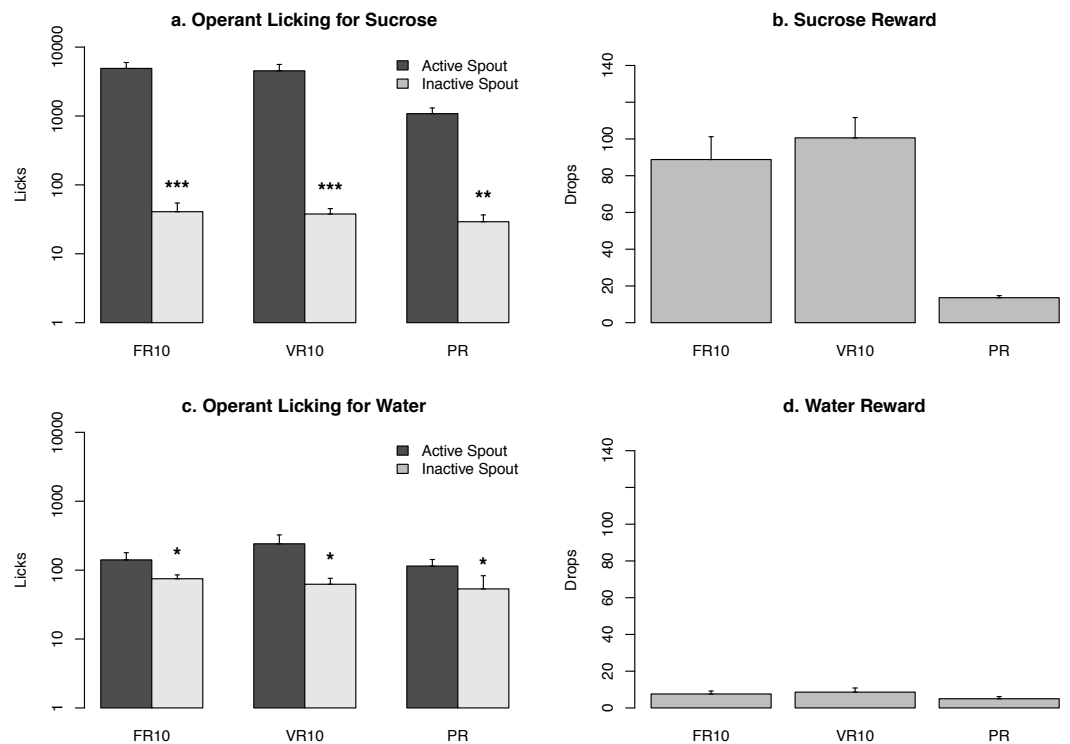 a. Operant Licking for Sucrose
Licks
10000
1000
100
10
1
Active Spout
Inactive Spout
***
***
**
FR10
VR10
PR
b. Sucrose Reward
Drops
140
100
80
60
40
20
0
FR10
VR10
PR
c. Operant Licking for Water
Licks
10000
1000
100
10
1
Active Spout
Inactive Spout
*
*
*
FR10
VR10
PR
d. Water Reward
Drops
140
100
80
60
40
20
0
FR10
VR10
PR